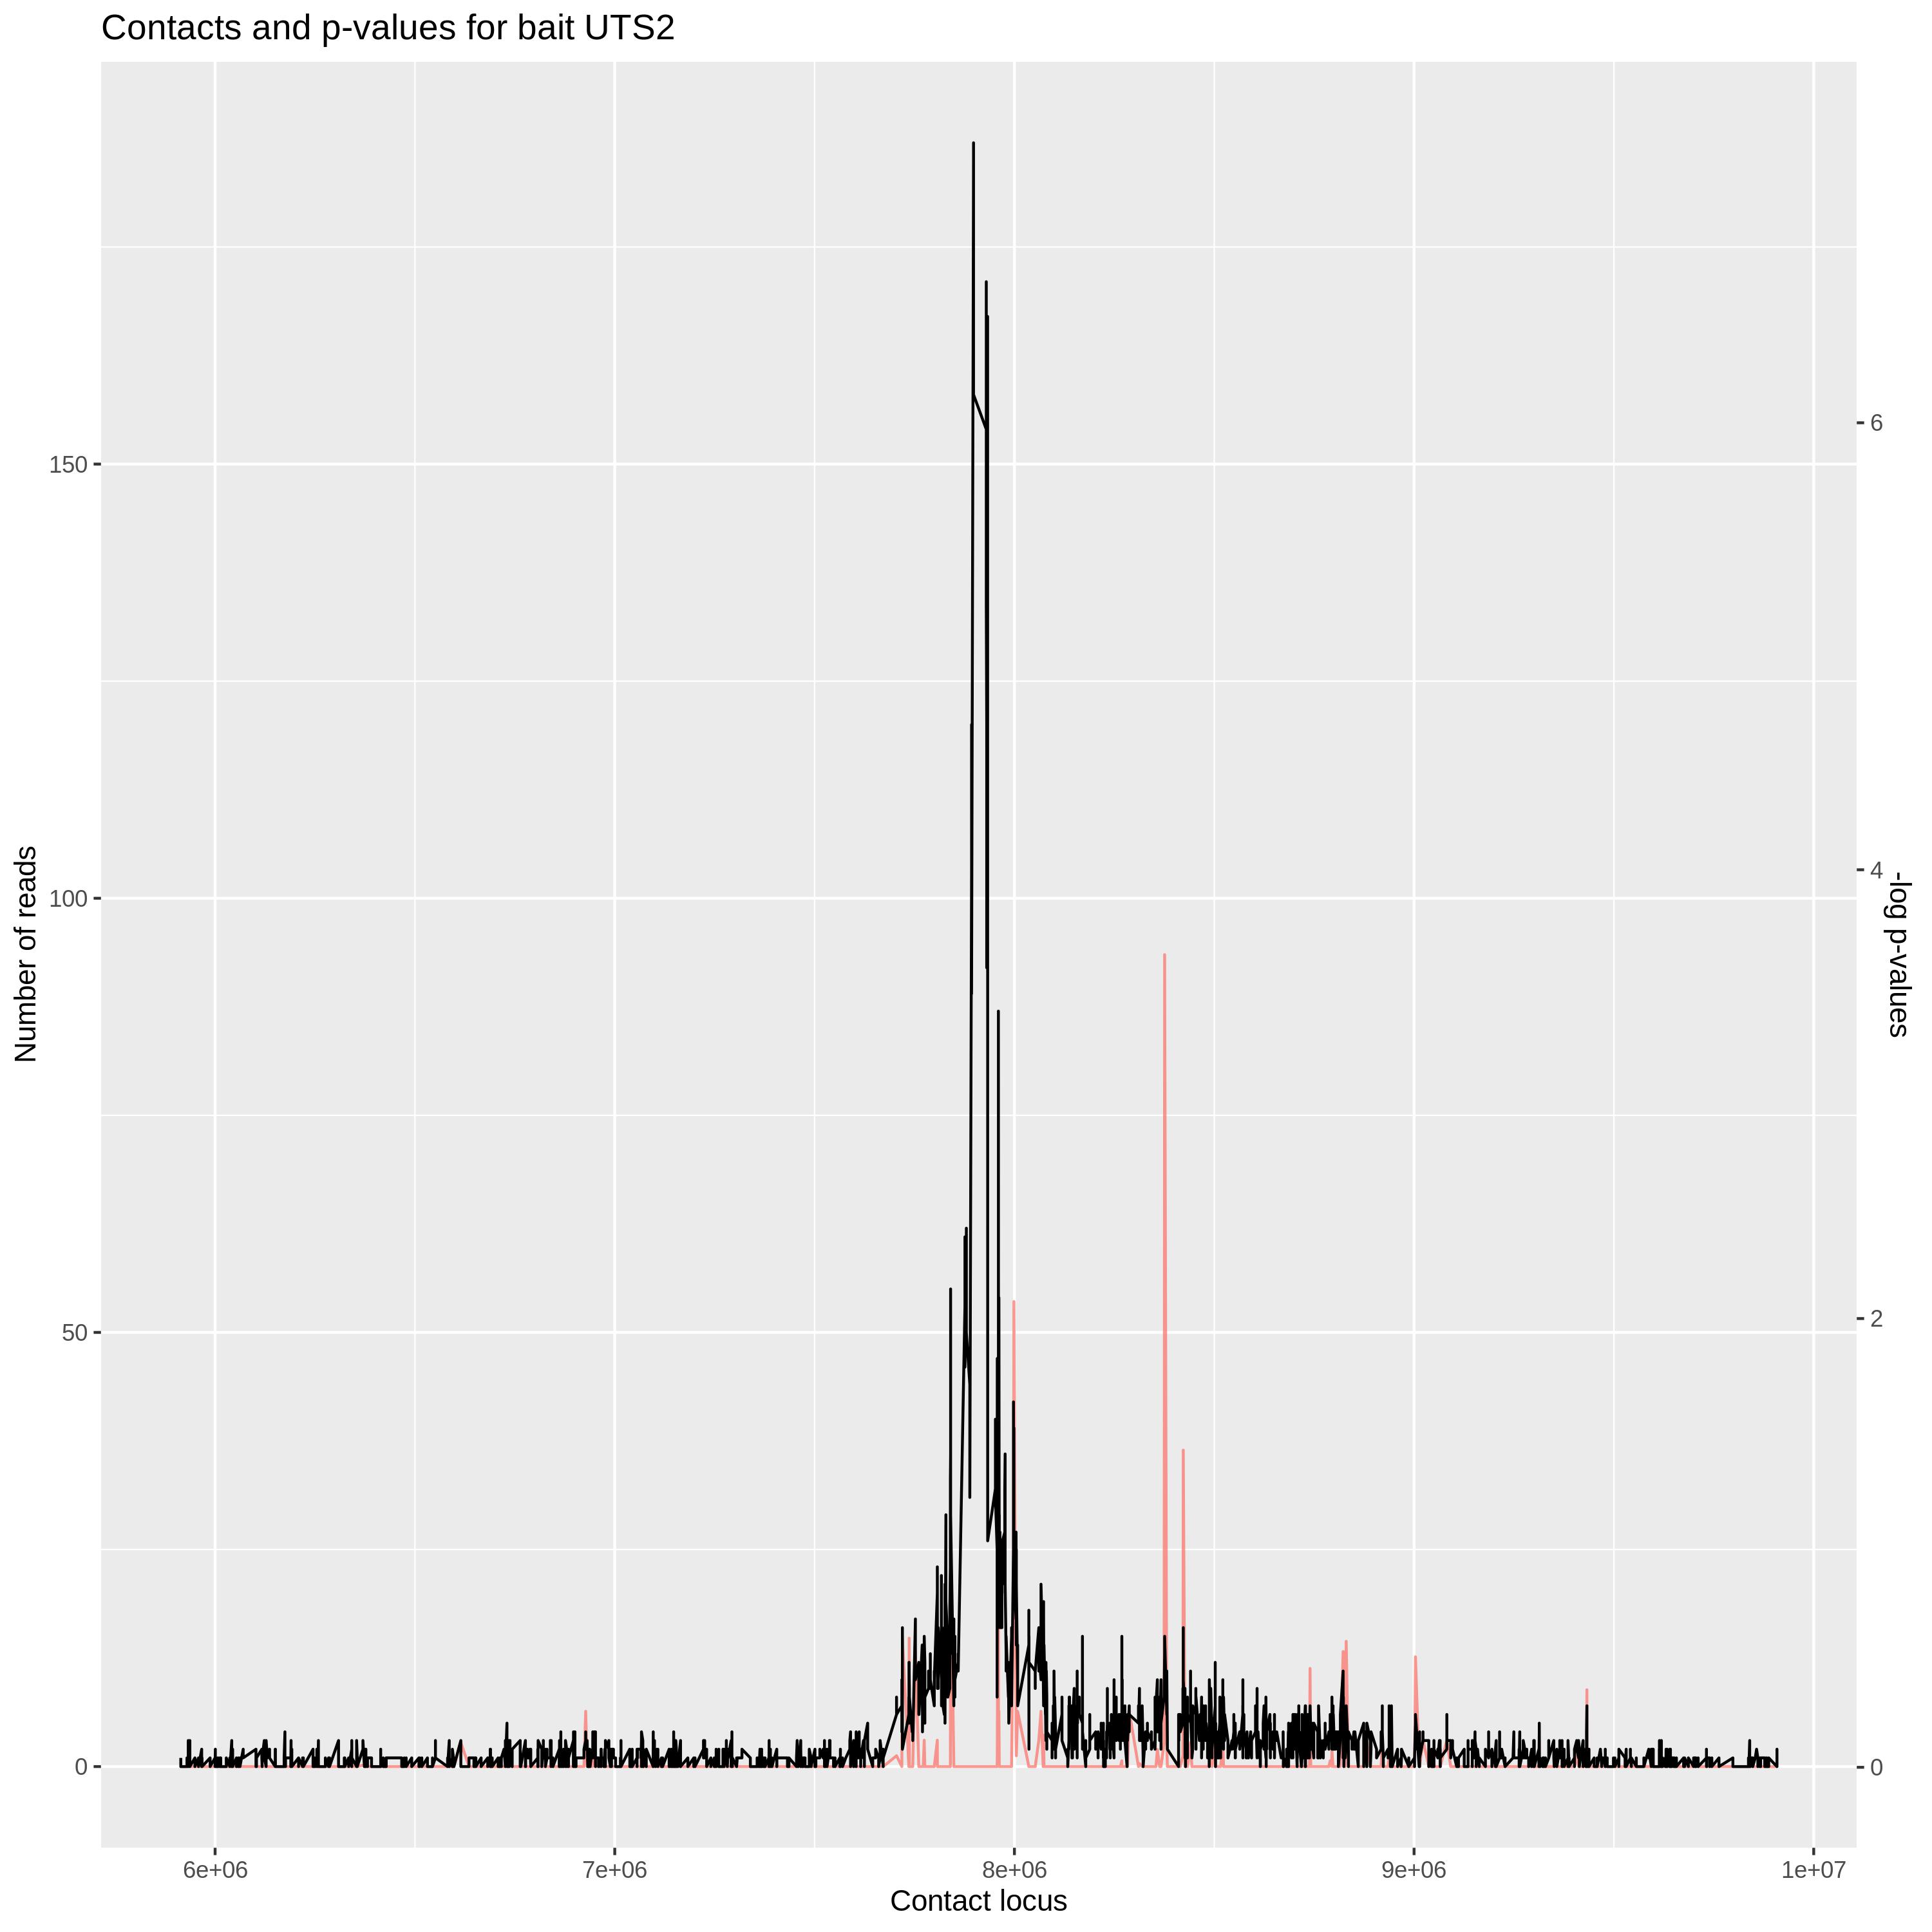 Contacts and p-values for bait UTS2
Number of reads
150
100
50
0
6
4
2
0
-log p-values
6e+06
7e+06
8e+06
9e+06
1e+07
Contact locus